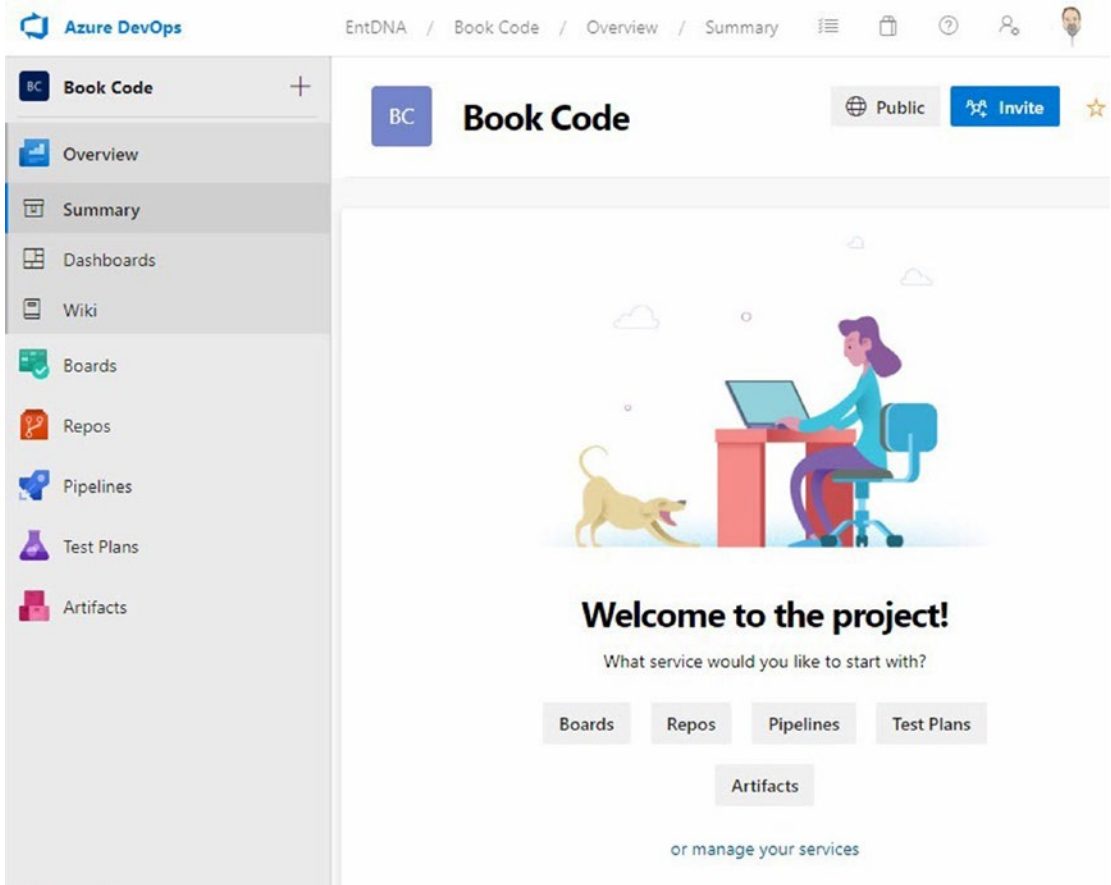 Azure DevOps
EntDNA / Book Code / Overview / Summary
BC Book Code
Overview
Summary
Dashboards
Wiki
Boards
Repos
Pipelines
Test Plans
Artifacts
BC Book Code
Public Invite
Welcome to the project!
What service would you like to start with?
Boards Repos Pipelines Test Plans
Artifacts
or manage your services